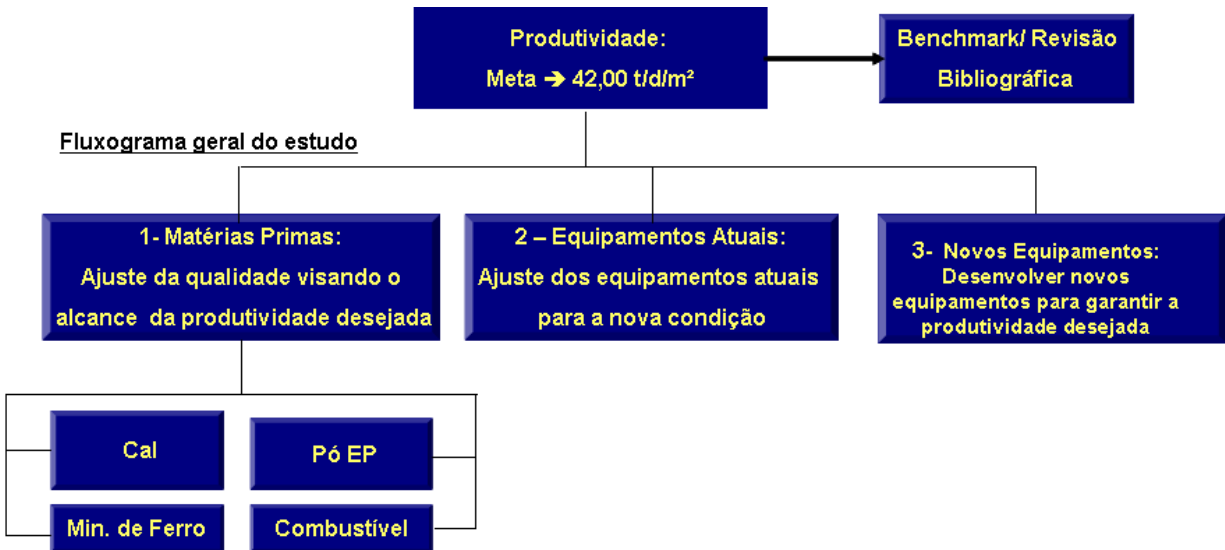 Produtividade:
Meta ➔ 42,00 t/d/m²
Benchmark/ Revisão
Bibliográfica
Fluxograma geral do estudo
1- Matérias Primas:
Ajuste da qualidade visando o
alcance da produtividade desejada
2 – Equipamentos Atuais:
Ajuste dos equipamentos atuais
para a nova condição
3- Novos Equipamentos:
Desenvolver novos
equipamentos para garantir a
produtividade desejada
Cal
Pó EP
Min. de Ferro
Combustível